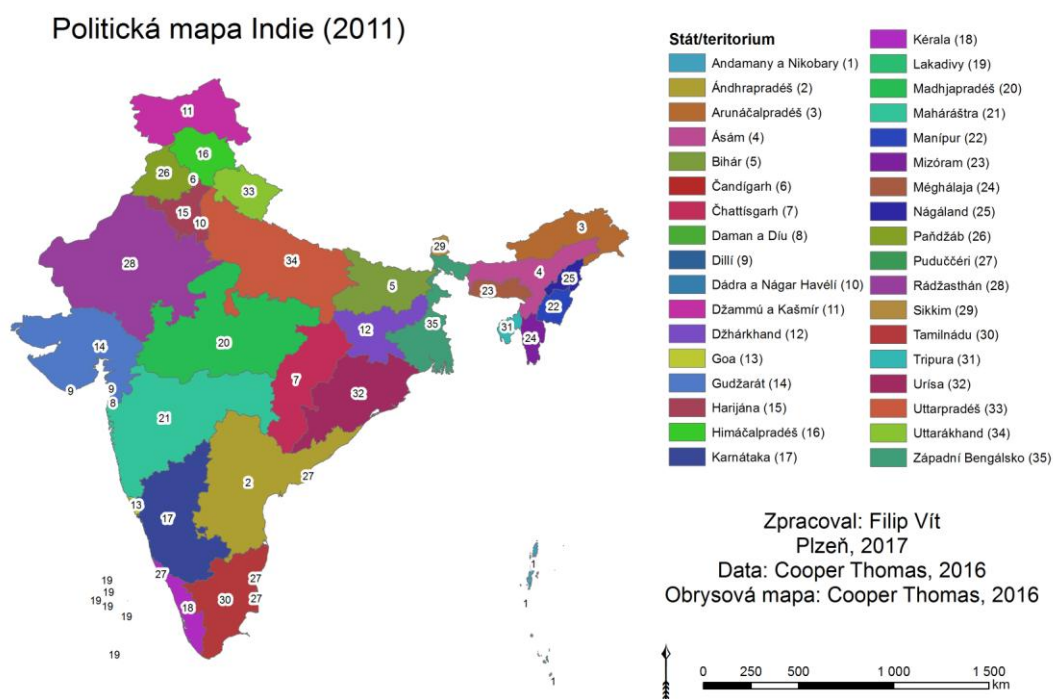 Politická mapa Indie (2011)
Stát/teritorium
Andamany a Nikobary (1)
Ándhrapradéš (2)
Arunáčalpradéš (3)
Ásám (4)
Bihár (5)
Čandígarh (6)
Čhattísgarh (7)
Daman a Díu (8)
Dillí (9)
Dádra a Nágar Havélí (10)
Džammú a Kašmír (11)
Džhárkhand (12)
Goa (13)
Gudžarát (14)
Harijána (15)
Himáčalpradéš (16)
Karnátaka (17)
Kérala (18)
Lakadivy (19)
Madhjapradéš (20)
Maháráštra (21)
Manípur (22)
Mizóram (23)
Méghálaja (24)
Nágáland (25)
Paňdžáb (26)
Puduččéri (27)
Rádžasthán (28)
Sikkim (29)
Tamilnádu (30)
Tripura (31)
Urísa (32)
Uttarpradéš (33)
Uttarákhand (34)
Západní Bengálsko (35)
11
16
26
6
33
15
10
28
34
29
3
4
5
25
23
22
12
35
31
24
14
20
7
32
9
9
8
21
2
27
13
17
27
27
27
18
30
19
19
19
19
19
19
1
1
1
Zpracoval: Filip Vít
Plzeň, 2017
Data: Cooper Thomas, 2016
Obrysová mapa: Cooper Thomas, 2016
0 250 500 1 000 1 500
km